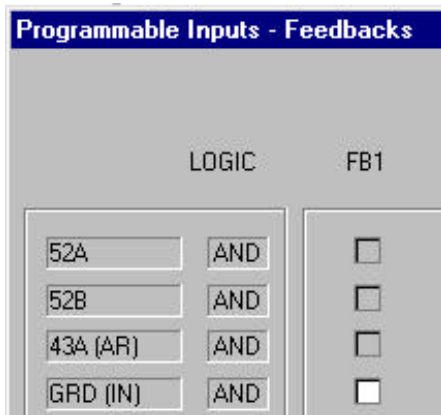 Programmable Inputs - Feedbacks
LOGIC FB1
52A AND
52B AND
43A (AR) AND
GRD (IN) AND